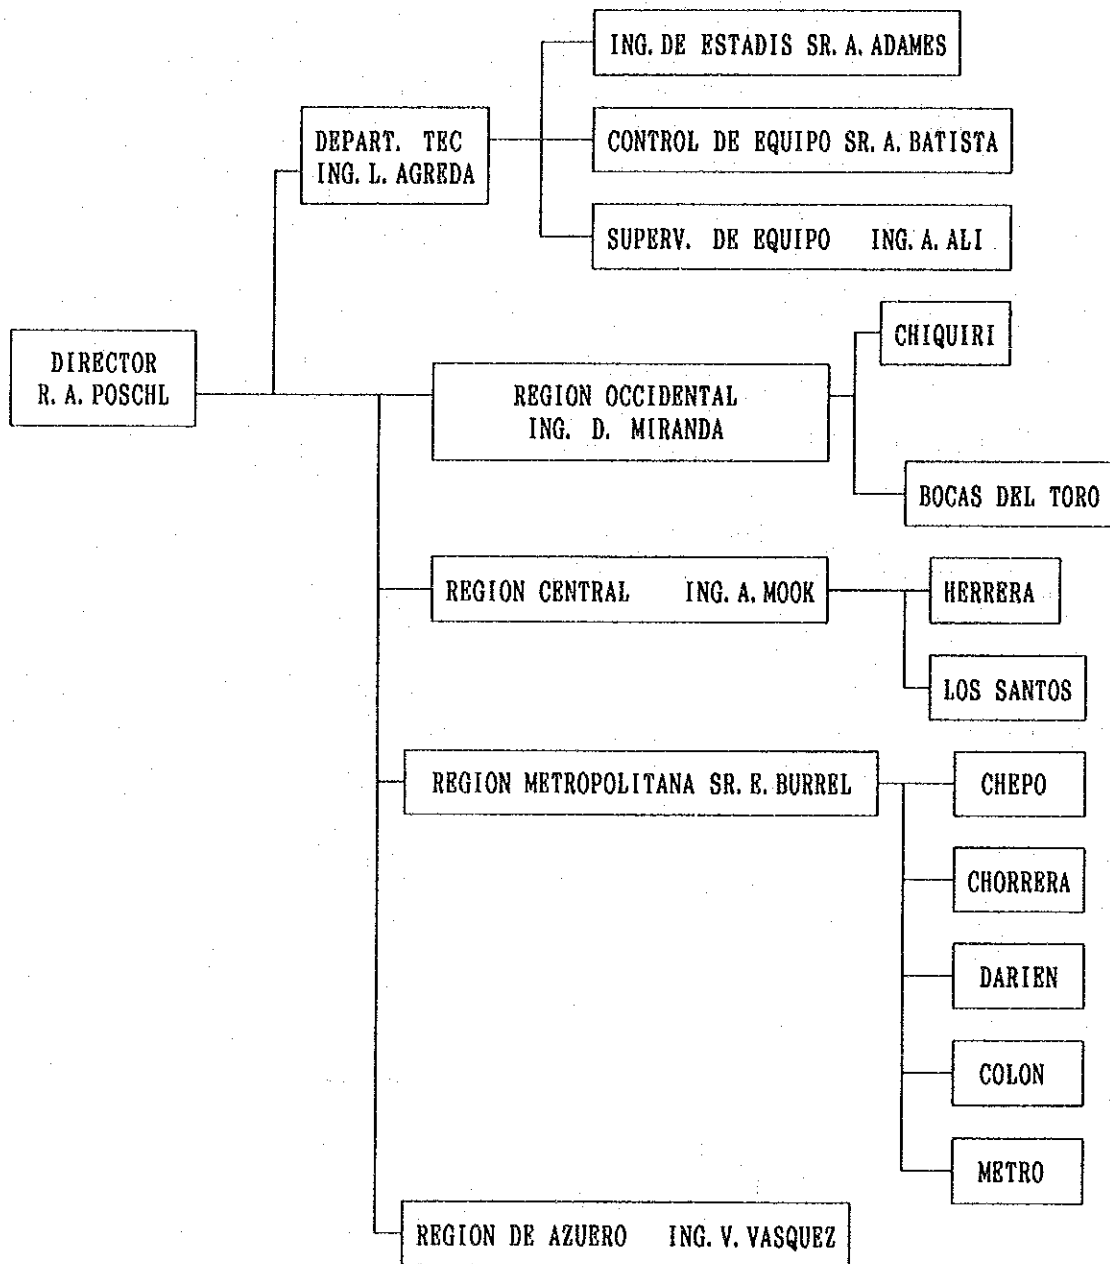 ING. DE ESTADIS SR. A. ADAMES
DEPART. TEC
ING. L. AGREDA
CONTROL DE EQUIPO SR. A. BATISTA
SUPERV. DE EQUIPO ING. A. ALI
DIRECTOR
R. A. POSCHL
CHIQUIRI
REGION OCCIDENTAL
ING. D. MIRANDA
BOCAS DEL TORO
REGION CENTRAL ING. A. MOOK
HERRERA
LOS SANTOS
REGION METROPOLITANA SR. E. BURREL
CHEPO
CHORRERA
DARIEN
COLON
METRO
REGION DE AZUERO ING. V. VASQUEZ